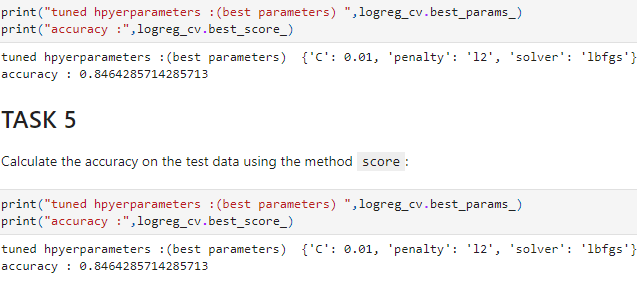 print("tuned hpyerparameters :(best parameters) ",logreg_cv.best_params_)
print("accuracy :",logreg_cv.best_score_)
tuned hpyerparameters :(best parameters)  {'C': 0.01, 'penalty': 'l2', 'solver': 'lbfgs'}
accuracy : 0.8464285714285713
TASK 5
Calculate the accuracy on the test data using the method score:
print("tuned hpyerparameters :(best parameters) ",logreg_cv.best_params_)
print("accuracy :",logreg_cv.best_score_)
tuned hpyerparameters :(best parameters)  {'C': 0.01, 'penalty': 'l2', 'solver': 'lbfgs'}
accuracy : 0.8464285714285713